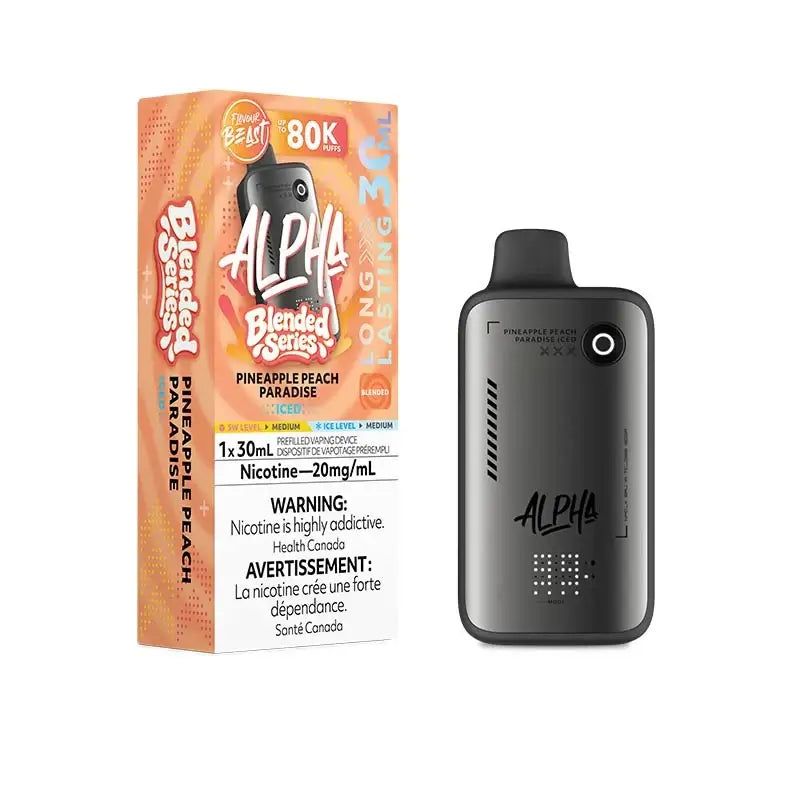 Blended
Series
PINEAPPLE PEACH
PARADISE
ICED
FLAVOUR
BEAST
UP
TO
80K
PUFFS
ALPHA
Blended
Series
LONG
LASTING
30ML
PINEAPPLE PEACH
PARADISE
ICED
BLENDED
SW LEVEL MEDIUM * ICE LEVEL MEDIUM
1 x 30mL PREFILLED VAPING DEVICE
DISPOSITIF DE VAPOTAGE PRÉREMPLI
Nicotine—20mg/mL
WARNING:
Nicotine is highly addictive.
Health Canada
AVERTISSEMENT:
La nicotine crée une forte
dépendance.
Santé Canada
PINEAPPLE PEACH
PARADISE ICED
XXX
ALPHA
MODE